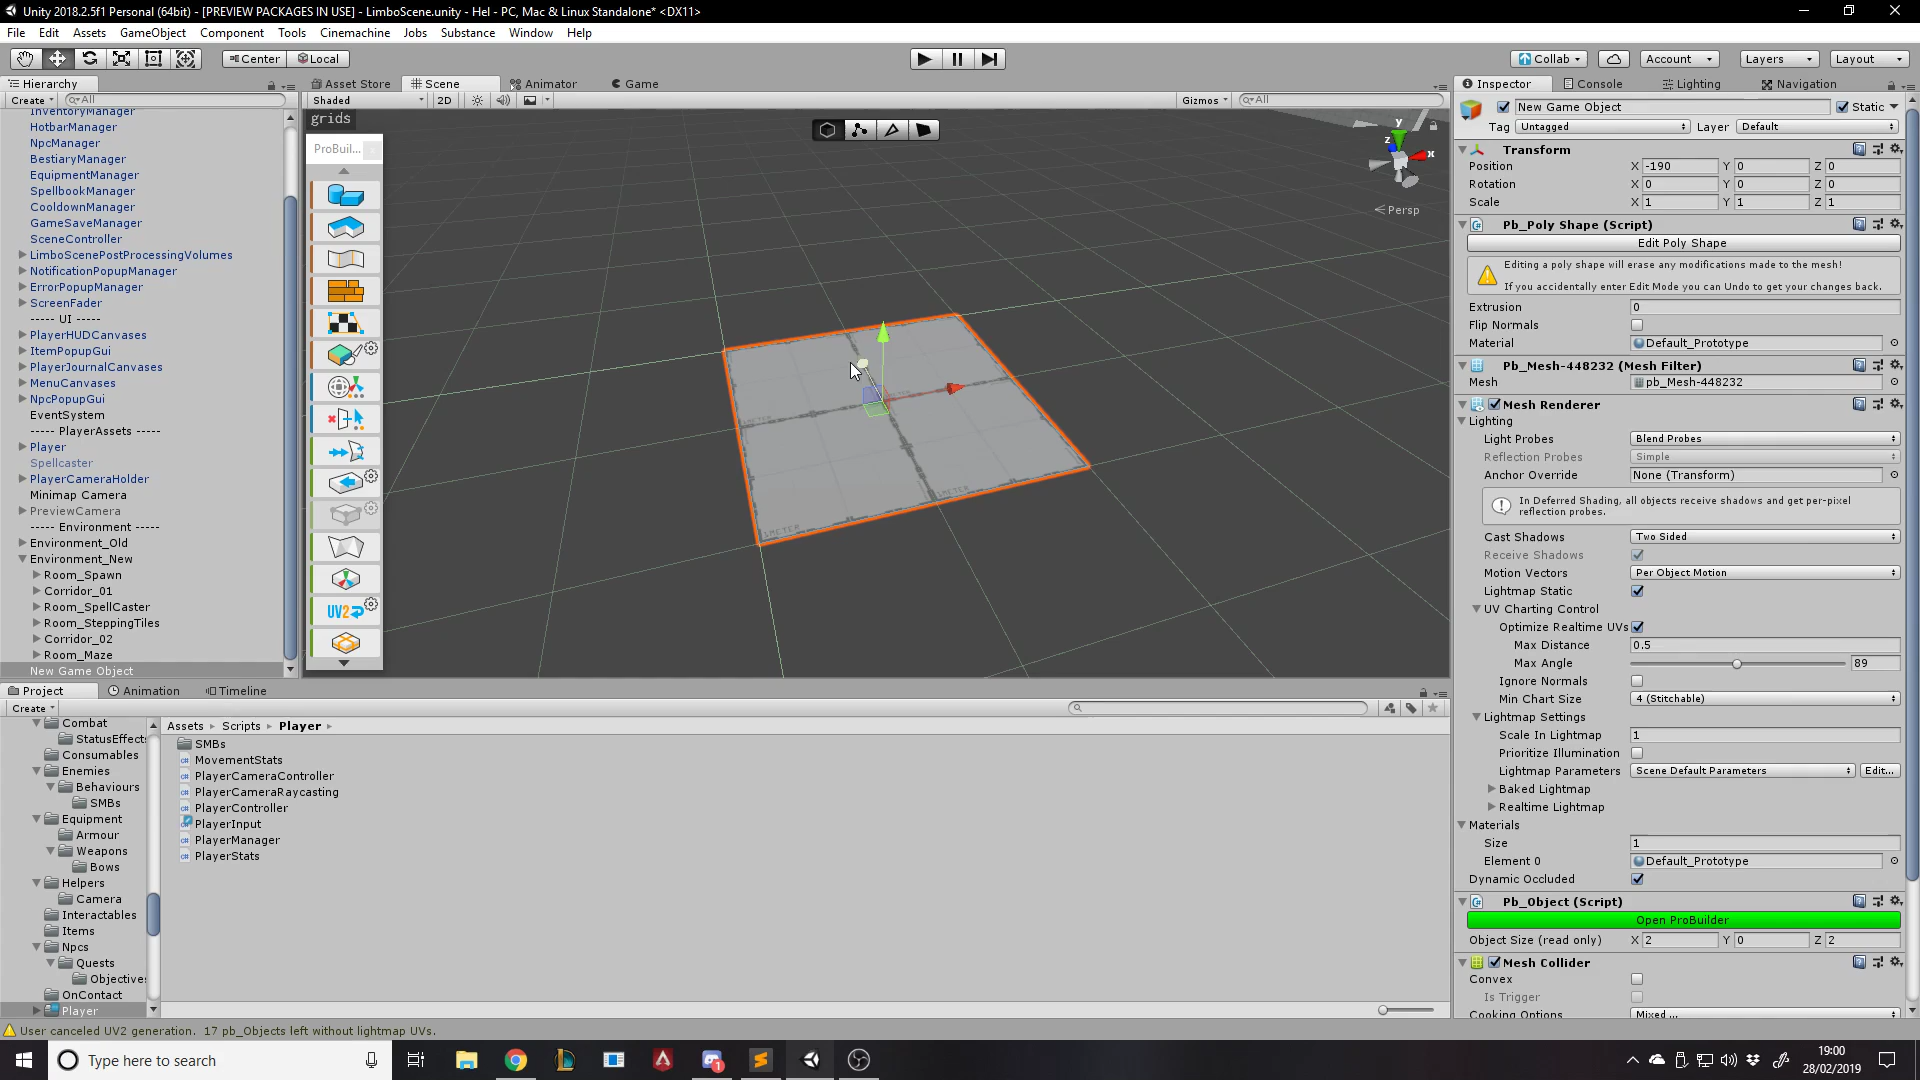 Unity 2018.2.5f1 Personal (64bit) - [PREVIEW PACKAGES IN USE] - LimboScene.unity - Hel - PC, Mac & Linux Standalone* <DX11>
File Edit Assets GameObject Component Tools Cinemachine Jobs Substance Window Help
Center Local Collab Account Layers Layout
Hierarchy
Create All
InventoryManager
HotbarManager
NpcManager
BestiaryManager
EquipmentManager
SpellbookManager
CooldownManager
GameSaveManager
SceneController
LimboScenePostProcessingVolumes
NotificationPopupManager
ErrorPopupManager
ScreenFader
----- UI -----
PlayerHUDCanvases
ItemPopupGui
PlayerJournalCanvases
MenuCanvases
NpcPopupGui
EventSystem
----- PlayerAssets -----
Player
Spellcaster
PlayerCameraHolder
Minimap Camera
PreviewCamera
----- Environment -----
Environment_Old
Environment_New
Room_Spawn
Corridor_01
Room_SpellCaster
Room_SteppingTiles
Corridor_02
Room_Maze
New Game Object
Asset Store Scene Animator Game
Shaded 2D Gizmos All
grids
ProBuil...
UV2
y
z
x
Persp
Inspector Console Lighting Navigation
New Game Object Static
Tag Untagged Layer Default
Transform
Position X -190 Y 0 Z 0
Rotation X 0 Y 0 Z 0
Scale X 1 Y 1 Z 1
Pb_Poly Shape (Script)
Edit Poly Shape
Editing a poly shape will erase any modifications made to the mesh!
If you accidentally enter Edit Mode you can Undo to get your changes back.
Extrusion 0
Flip Normals
Material Default_Prototype
Pb_Mesh-448232 (Mesh Filter)
Mesh pb_Mesh-448232
Mesh Renderer
Lighting
Light Probes Blend Probes
Reflection Probes Simple
Anchor Override None (Transform)
In Deferred Shading, all objects receive shadows and get per-pixel
reflection probes.
Cast Shadows Two Sided
Receive Shadows
Motion Vectors Per Object Motion
Lightmap Static
UV Charting Control
Optimize Realtime UVs
Max Distance 0.5
Max Angle 89
Ignore Normals
Min Chart Size 4 (Stitchable)
Lightmap Settings
Scale In Lightmap 1
Prioritize Illumination
Lightmap Parameters Scene Default Parameters Edit...
Baked Lightmap
Realtime Lightmap
Materials
Size 1
Element 0 Default_Prototype
Dynamic Occluded
Pb_Object (Script)
Open ProBuilder
Object Size (read only) X 2 Y 0 Z 2
Mesh Collider
Convex
Is Trigger
Cooking Options Mixed ...
Project Animation Timeline
Create
Combat
StatusEffects
Consumables
Enemies
Behaviours
SMBs
Equipment
Armour
Weapons
Bows
Helpers
Camera
Interactables
Items
Npcs
Quests
Objectives
OnContact
Player
Assets Scripts Player
SMBs
MovementStats
PlayerCameraController
PlayerCameraRaycasting
PlayerController
PlayerInput
PlayerManager
PlayerStats
User canceled UV2 generation. 17 pb_Objects left without lightmap UVs.
Type here to search
1
19:00
28/02/2019